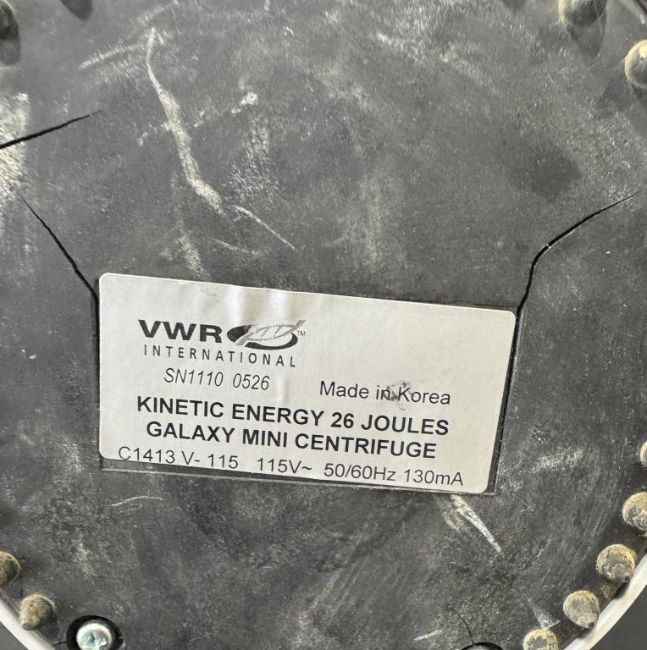 VWR TM
INTERNATIONAL
SN1110 0526 Made in Korea
KINETIC ENERGY 26 JOULES
GALAXY MINI CENTRIFUGE
C1413 V- 115 115V~ 50/60Hz 130mA